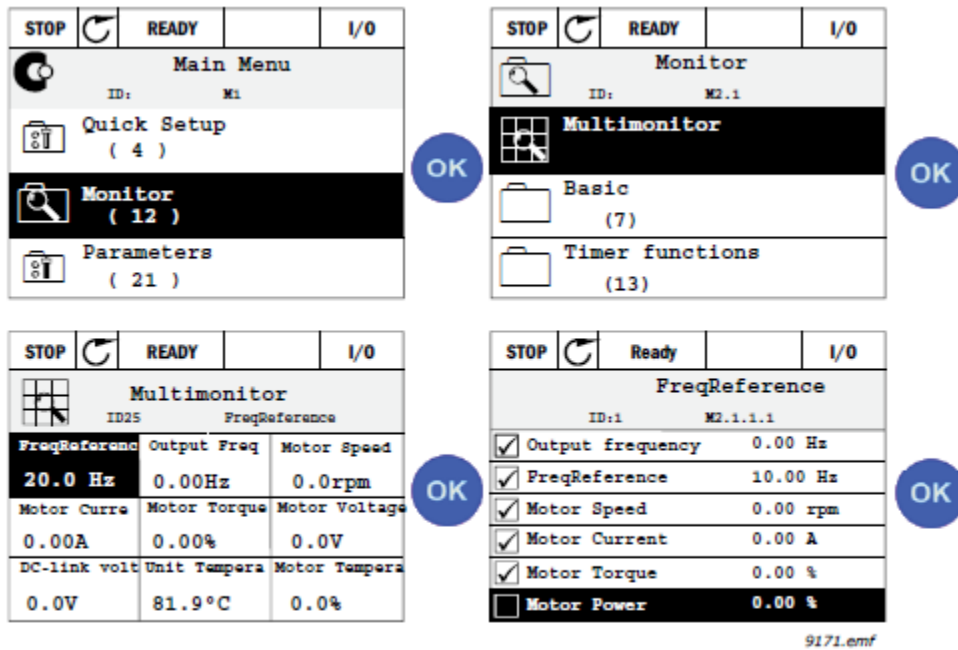 STOP READY I/0
Main Menu
ID: M1
Quick Setup
( 4 )
Monitor
( 12 )
Parameters
( 21 )
OK
STOP READY I/0
Monitor
ID: M2.1
Multimonitor
Basic
(7)
Timer functions
(13)
OK
STOP READY I/0
Multimonitor
ID25 FreqReference
FreqReferenc Output Freq Motor Speed
20.0 Hz 0.00Hz 0.0rpm
Motor Curre Motor Torque Motor Voltage
0.00A 0.00% 0.0V
DC-link volt Unit Tempera Motor Tempera
0.0V 81.9°C 0.0%
OK
STOP Ready I/0
FreqReference
ID:1 M2.1.1.1
Output frequency 0.00 Hz
FreqReference 10.00 Hz
Motor Speed 0.00 rpm
Motor Current 0.00 A
Motor Torque 0.00 %
Motor Power 0.00 %
OK
9171.emf